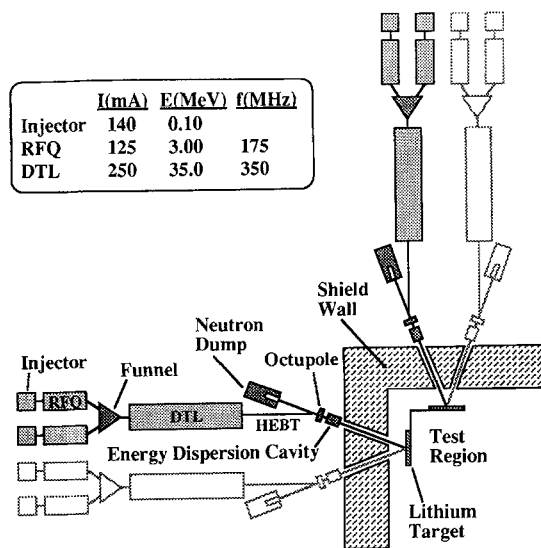 I(mA) E(MeV) f(MHz)
Injector 140 0.10
RFQ 125 3.00 175
DTL 250 35.0 350
Shield
Wall
Neutron
Dump
Octupole
Injector
Funnel
RFQ
DTL
HEBT
Energy Dispersion Cavity
Test
Region
Lithium
Target